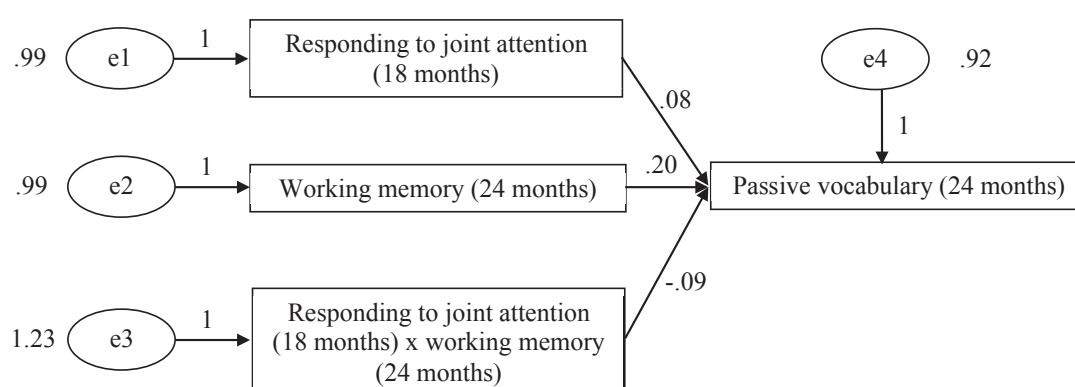 .99
e1
1
Responding to joint attention
(18 months)
.08
e4
.92
1
.99
e2
1
Working memory (24 months)
.20
Passive vocabulary (24 months)
1.23
e3
1
Responding to joint attention
(18 months) x working memory
(24 months)
-.09